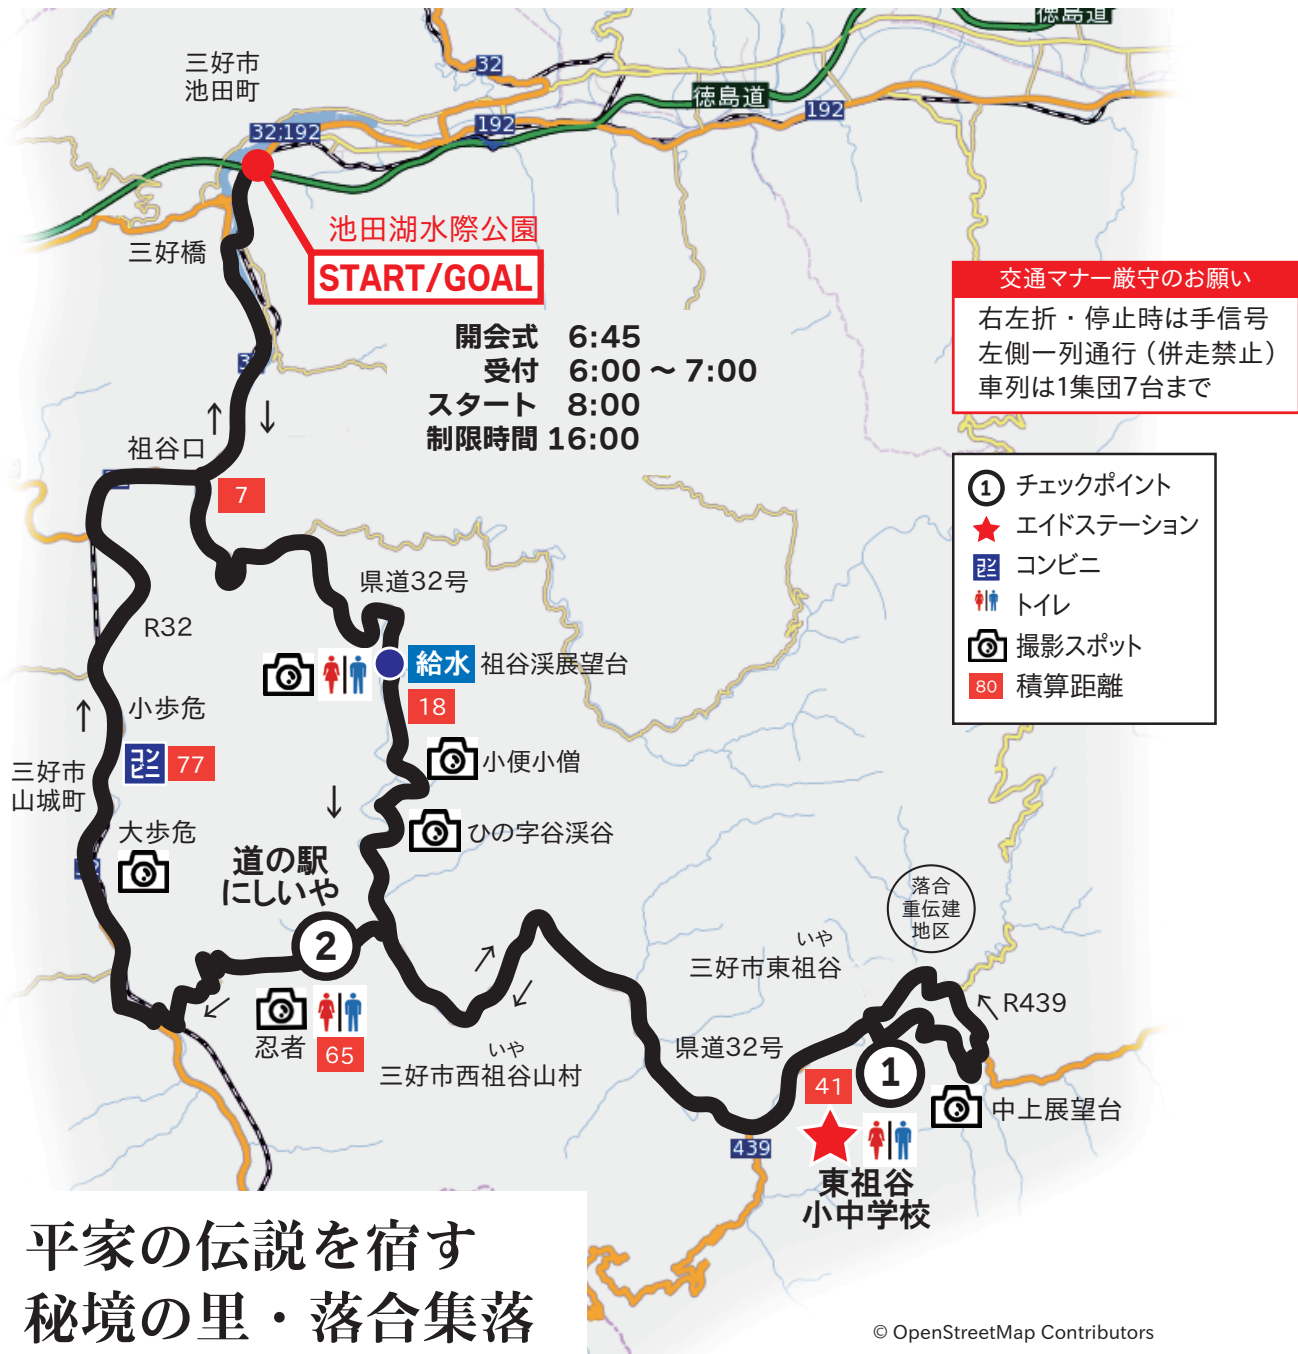 徳島道
三好市
池田町
32
徳島道
192
192
32;192
池田湖水際公園
START/GOAL
三好橋
開会式 6:45
受付 6:00 〜 7:00
スタート 8:00
制限時間 16:00
交通マナー厳守のお願い
右左折・停止時は手信号
左側一列通行（併走禁止）
車列は1集団7台まで
↑ ↓
祖谷口
7
1 チェックポイント
エイドステーション
コンビニ コンビニ
トイレ
撮影スポット
80 積算距離
県道32号
R32
給水 祖谷渓展望台
18
↑
小歩危
コンビニ 77
三好市
山城町
小便小僧
↓
ひの字谷渓谷
大歩危
道の駅
にしいや
2
落合
重伝建
地区
いや
三好市東祖谷
↗
↙
↙
忍者 65
いや
三好市西祖谷山村
↖ R439
県道32号
1
41
中上展望台
439
東祖谷
小中学校
平家の伝説を宿す
秘境の里・落合集落
© OpenStreetMap Contributors